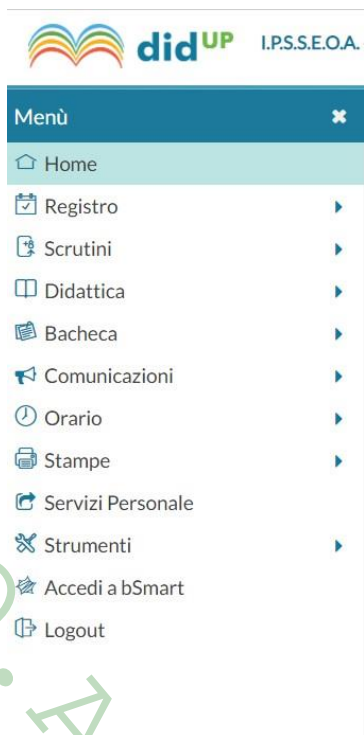 didUP I.P.S.S.E.O.A.
Menù
Home
Registro
Scrutini
Didattica
Bacheca
Comunicazioni
Orario
Stampe
Servizi Personale
Strumenti
Accedi a bSmart
Logout